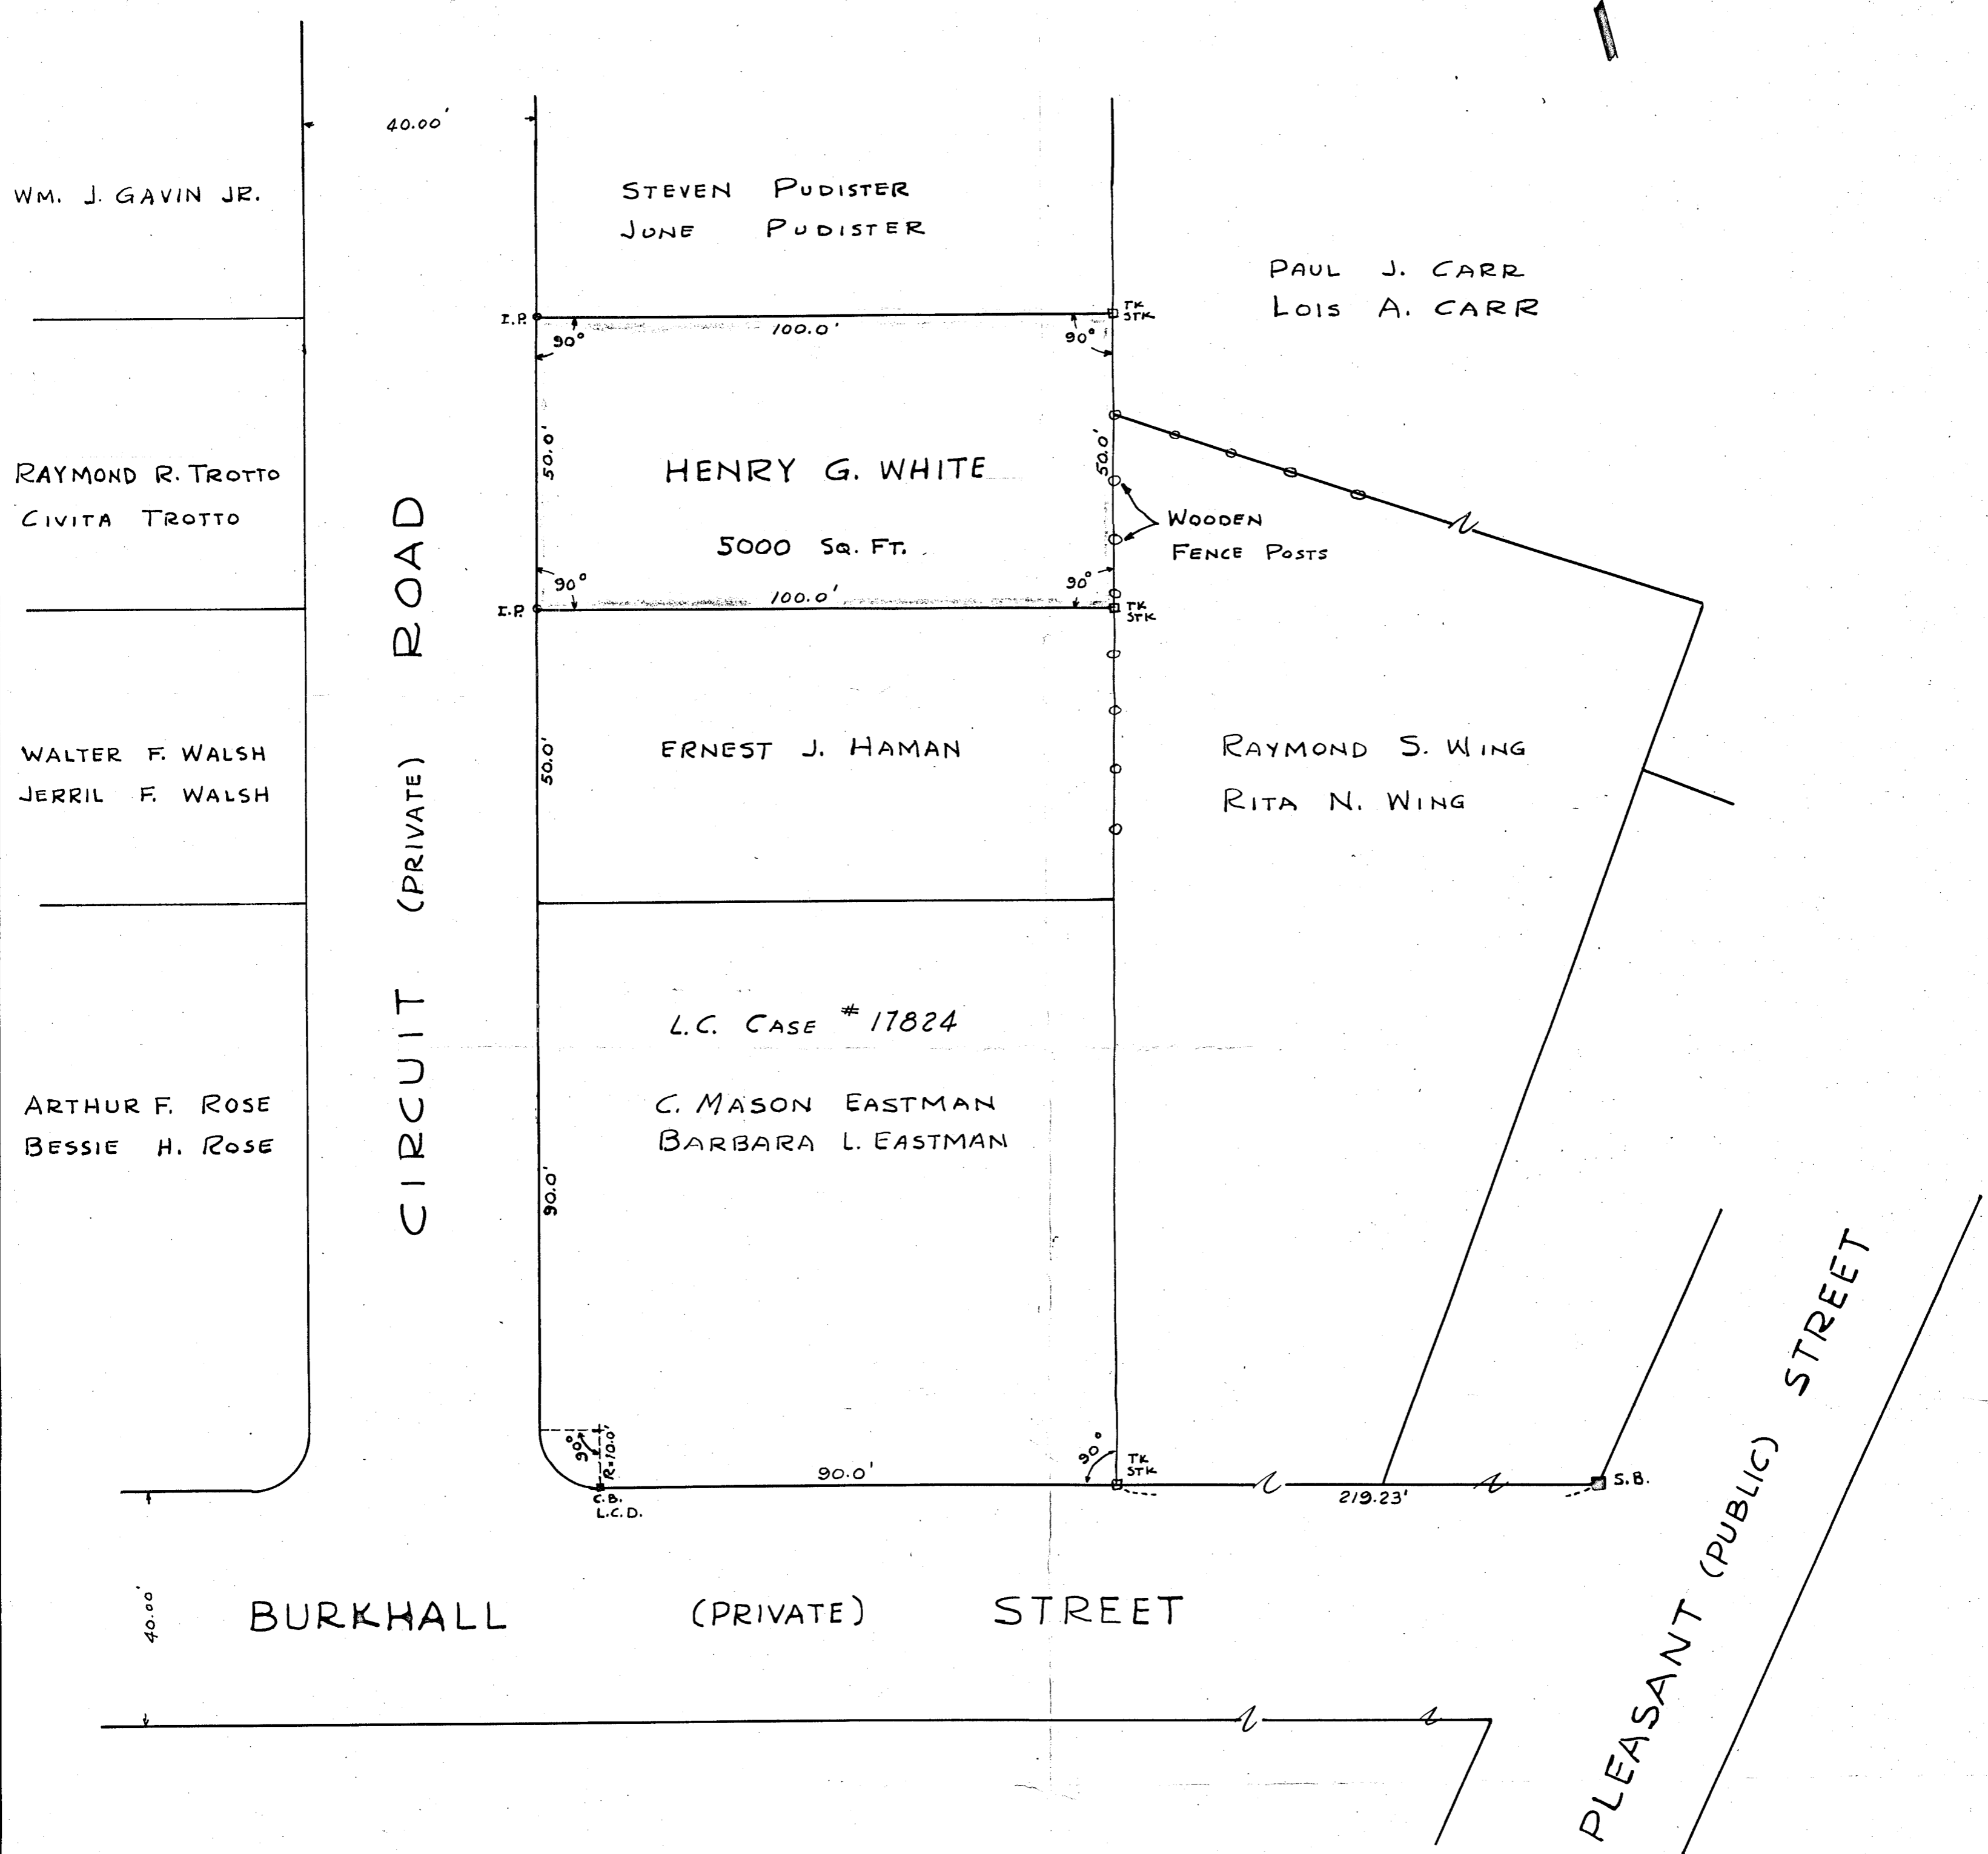 40.00'
WM. J. GAVIN JR.
STEVEN PUDISTER
JUNE PUDISTER
PAUL J. CARR
LOIS A. CARR
I.P.
90°
100.0'
90°
TK
STK
RAYMOND R. TROTTO
CIVITA TROTTO
50.0'
HENRY G. WHITE
5000 SQ. FT.
50.0'
WOODEN
FENCE POSTS
I.P.
90°
100.0'
90°
TK
STK
CIRCUIT (PRIVATE) ROAD
WALTER F. WALSH
JERRIL F. WALSH
50.0'
ERNEST J. HAMAN
RAYMOND S. WING
RITA N. WING
L.C. CASE #17824
ARTHUR F. ROSE
BESSIE H. ROSE
C. MASON EASTMAN
BARBARA L. EASTMAN
90.0'
90°
R=10.0'
C.B.
L.C.D.
90.0'
90°
TK
STK
219.23'
S.B.
40.00'
BURKHALL (PRIVATE) STREET
PLEASANT (PUBLIC) STREET